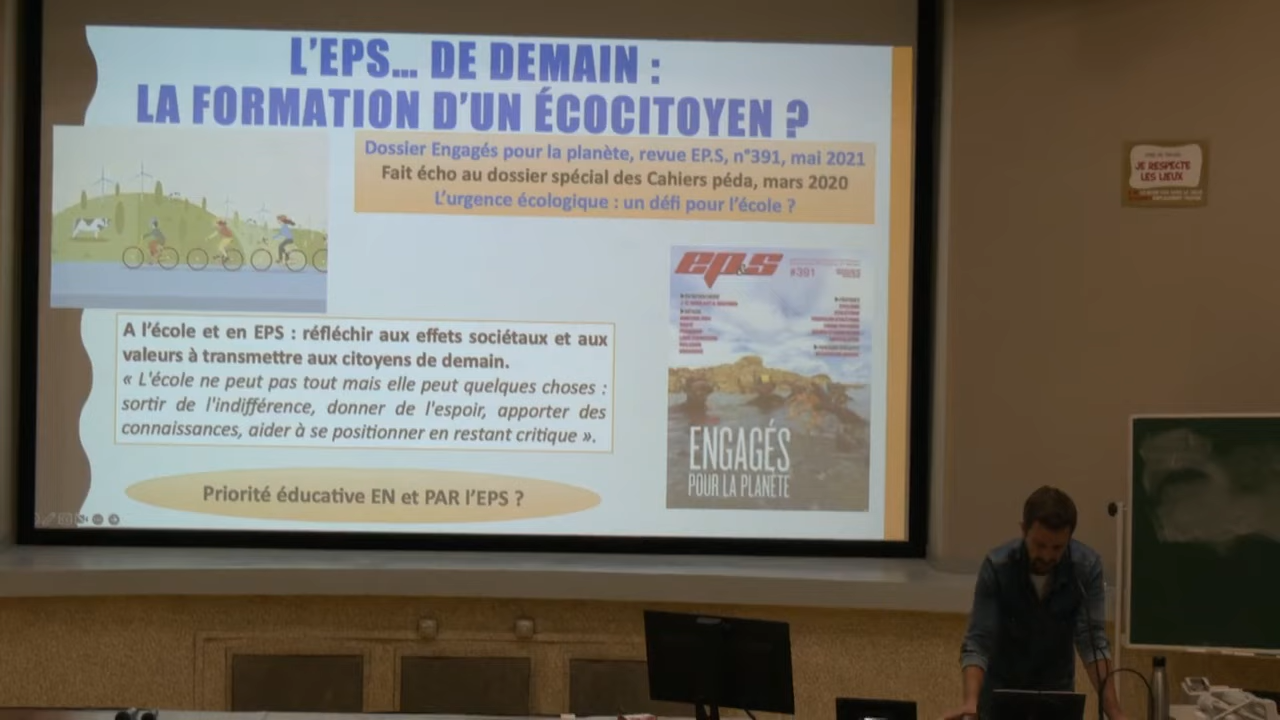 L'EPS... DE DEMAIN :
LA FORMATION D'UN ÉCOCITOYEN ?
Dossier Engagés pour la planète, revue EP.S, n°391, mai 2021
Fait écho au dossier spécial des Cahiers péda, mars 2020
L'urgence écologique : un défi pour l'école ?
A l'école et en EPS : réfléchir aux effets sociétaux et aux
valeurs à transmettre aux citoyens de demain.
« L'école ne peut pas tout mais elle peut quelques choses :
sortir de l'indifférence, donner de l'espoir, apporter des
connaissances, aider à se positionner en restant critique ».
Priorité éducative EN et PAR l'EPS ?
ep&s
#391
ENGAGÉS
POUR LA PLANÈTE
JE RESPECTE
LES LIEUX